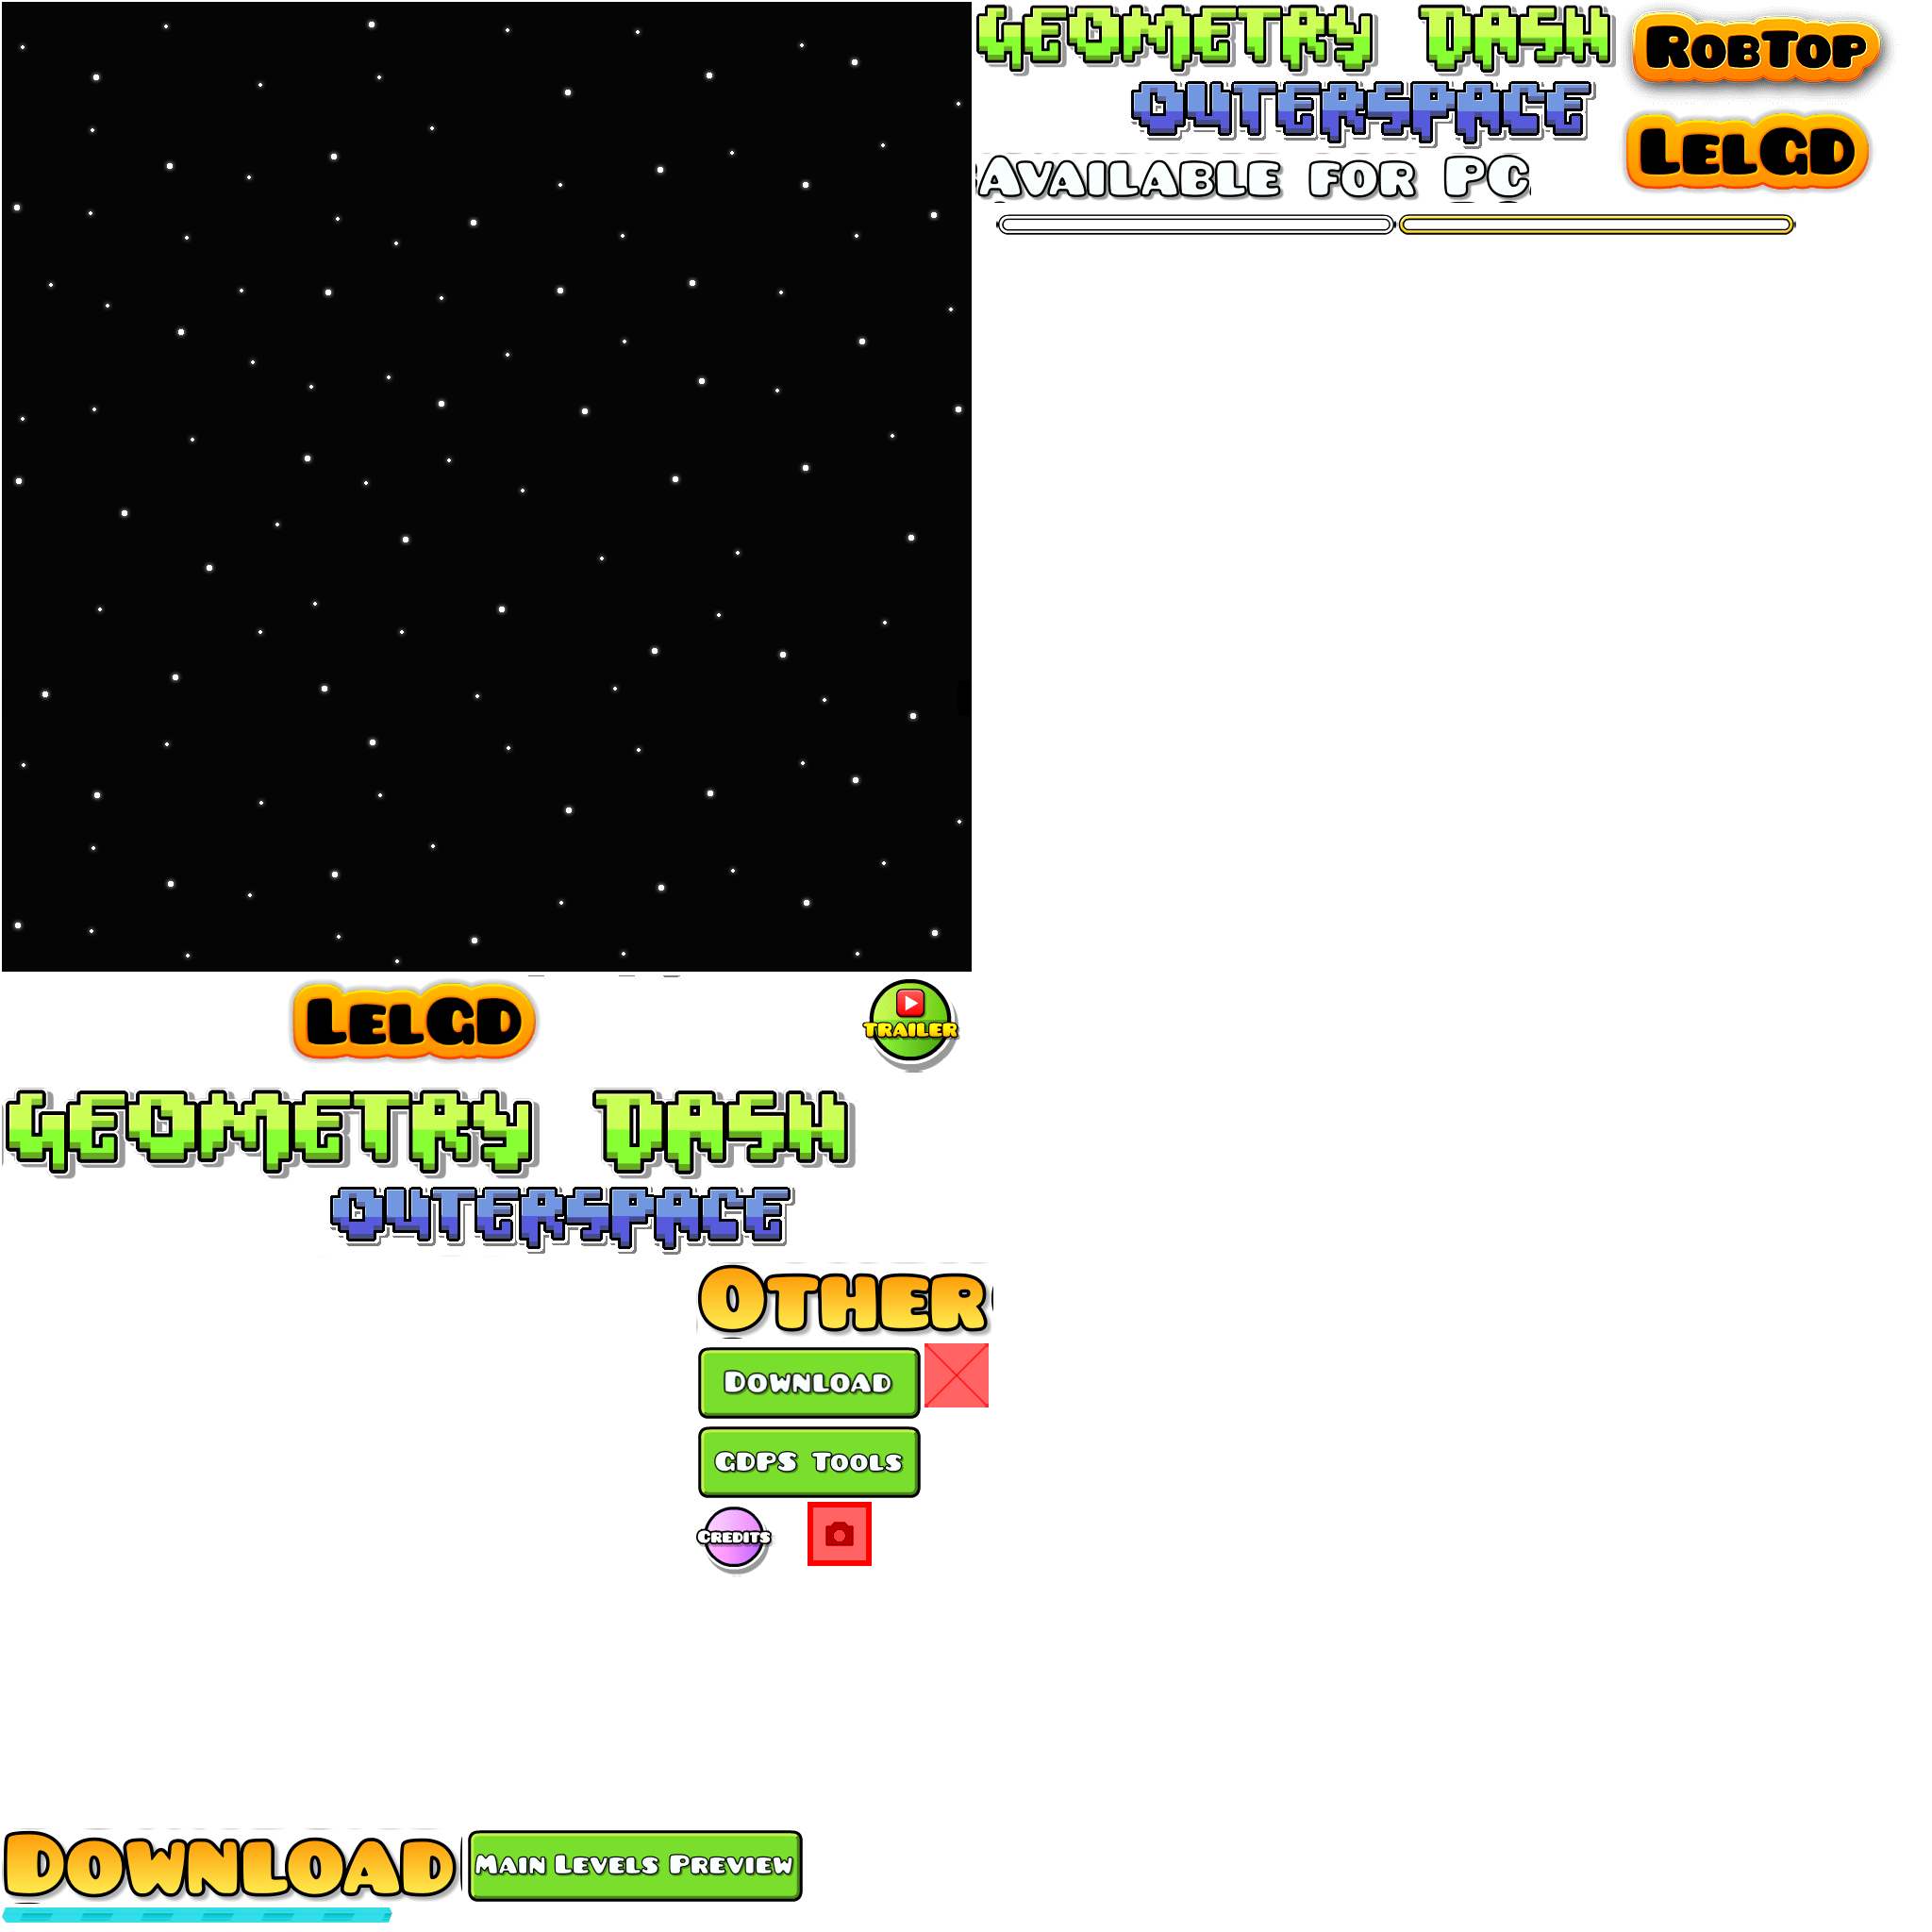 GEOMETRY DASH
OUTERSPACE
AVAILABLE FOR PC
ROBTOP
LELGD
LELGD
TRAILER
GEOMETRY DASH
OUTERSPACE
OTHER
DOWNLOAD
GDPS TOOLS
CREDITS
DOWNLOAD
MAIN LEVELS PREVIEW